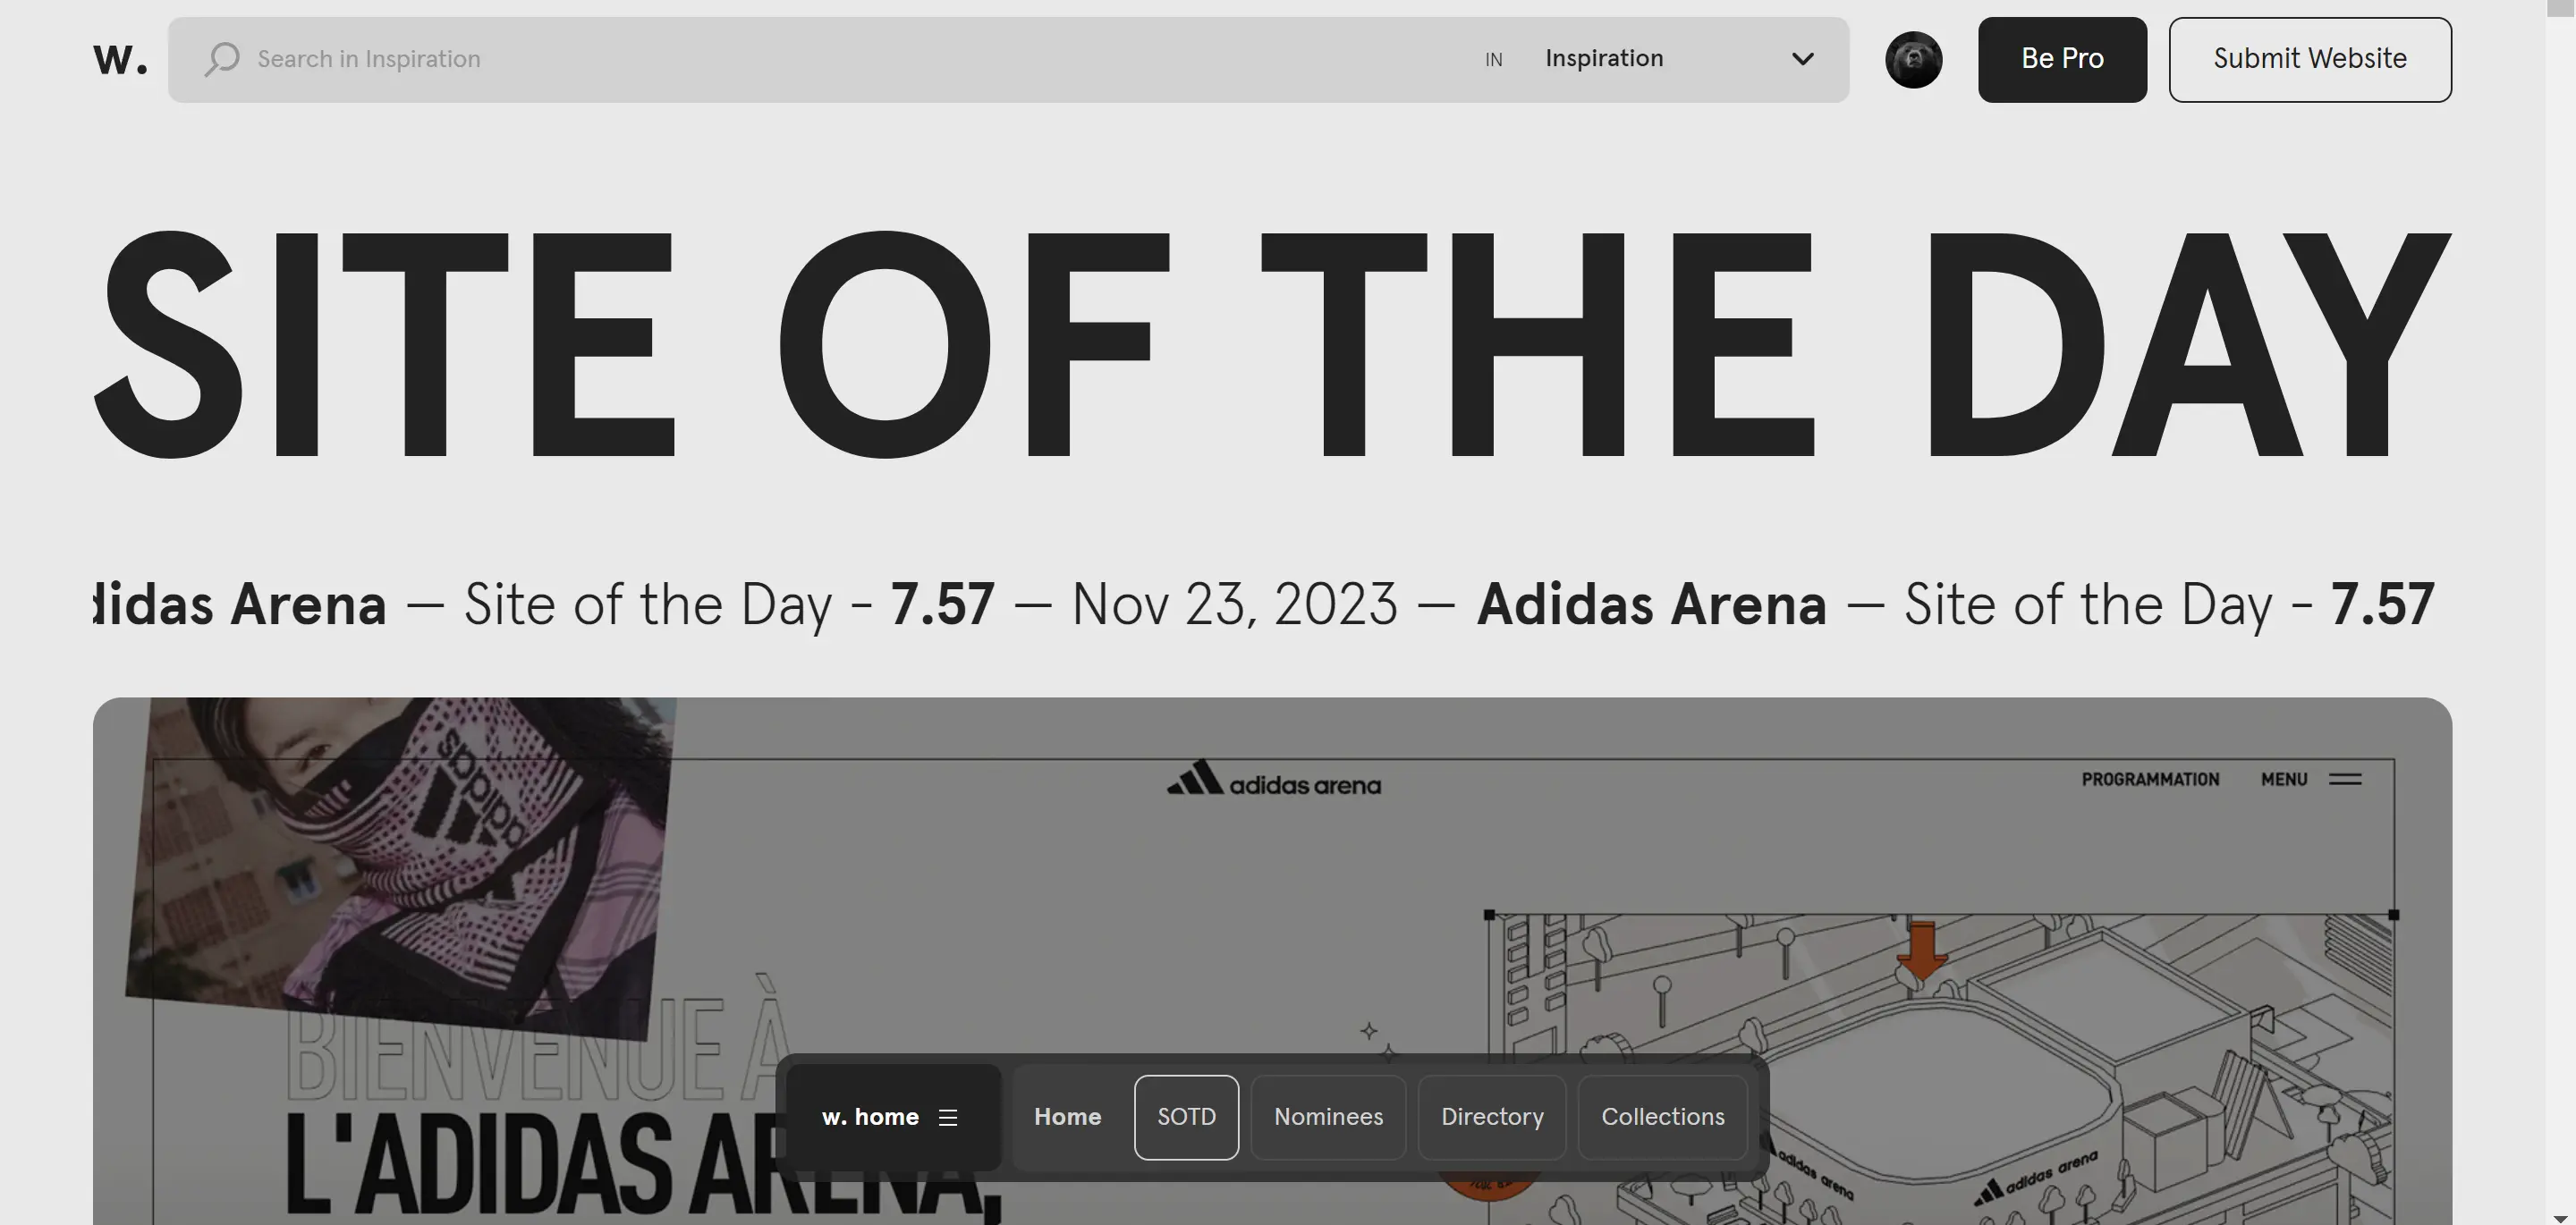 w.
Search in Inspiration
IN Inspiration
Be Pro
Submit Website
SITE OF THE DAY
didas Arena — Site of the Day - 7.57 — Nov 23, 2023 — Adidas Arena — Site of the Day - 7.57
adidas
adidas arena
PROGRAMMATION MENU
BIENVENUE À
L'ADIDAS ARENA,
w. home
Home SOTD Nominees Directory Collections
adidas arena
adidas arena